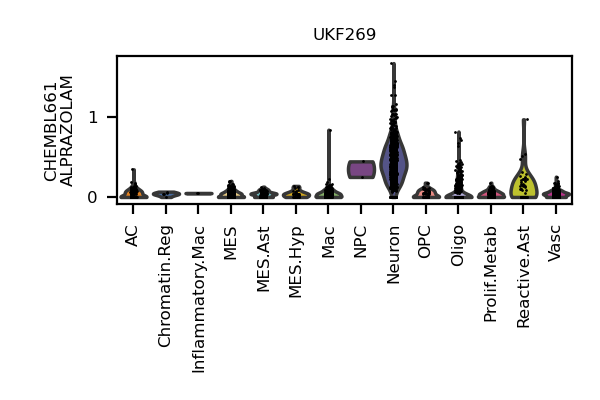 UKF269
CHEMBL661
ALPRAZOLAM
1
0
AC
Chromatin.Reg
Inflammatory.Mac
MES
MES.Ast
MES.Hyp
Mac
NPC
Neuron
OPC
Oligo
Prolif.Metab
Reactive.Ast
Vasc